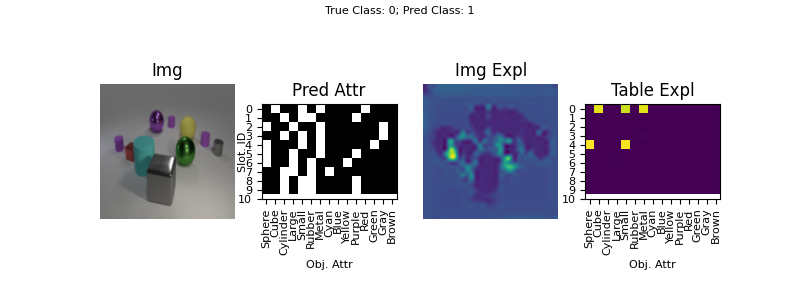 True Class: 0; Pred Class: 1
Img
Pred Attr
Img Expl
Table Expl
Slot. ID
0
1
2
3
4
5
6
7
8
9
10
0
1
2
3
4
5
6
7
8
9
10
Sphere
Cube
Cylinder
Large
Small
Rubber
Metal
Cyan
Blue
Yellow
Purple
Red
Green
Gray
Brown
Sphere
Cube
Cylinder
Large
Small
Rubber
Metal
Cyan
Blue
Yellow
Purple
Red
Green
Gray
Brown
Obj. Attr
Obj. Attr